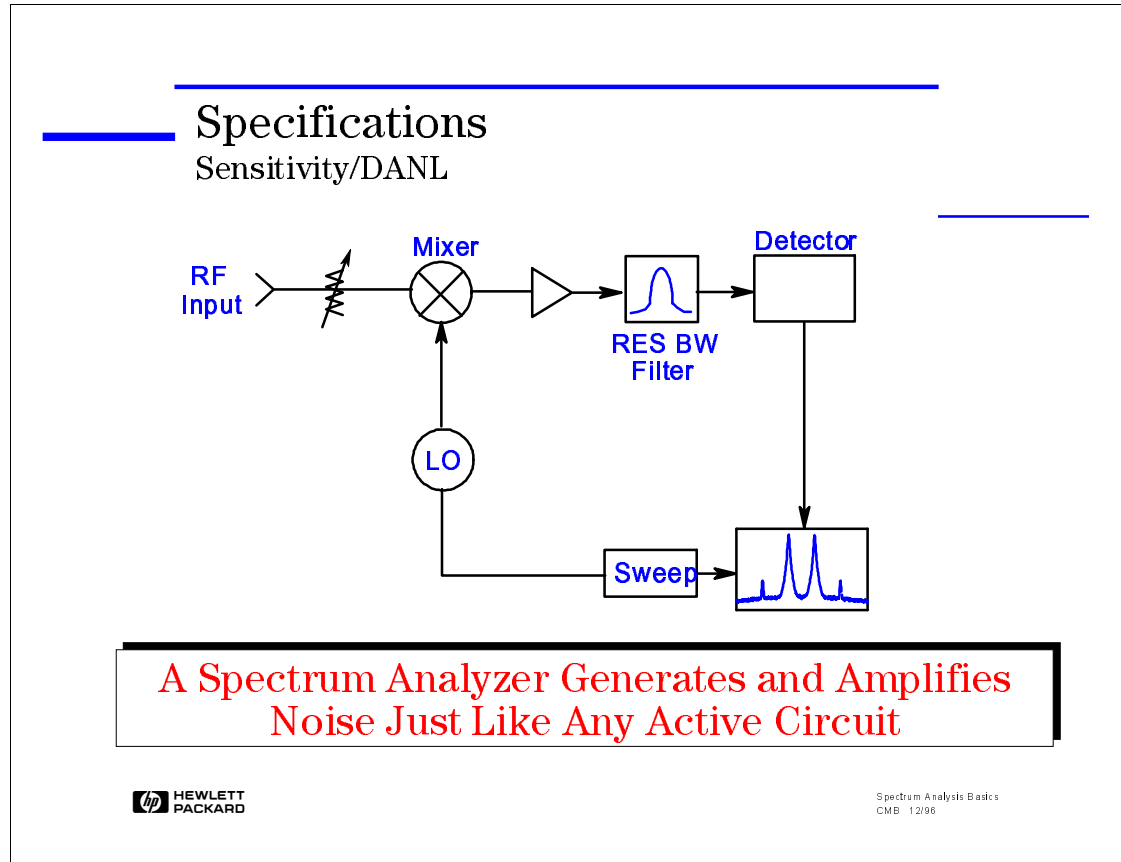 Specifications
Sensitivity/DANL
Mixer
Detector
RF
Input
RES BW
Filter
LO
Sweep
A Spectrum Analyzer Generates and Amplifies
Noise Just Like Any Active Circuit
hp HEWLETT
PACKARD
Spectrum Analysis Basics
CMB 12/96